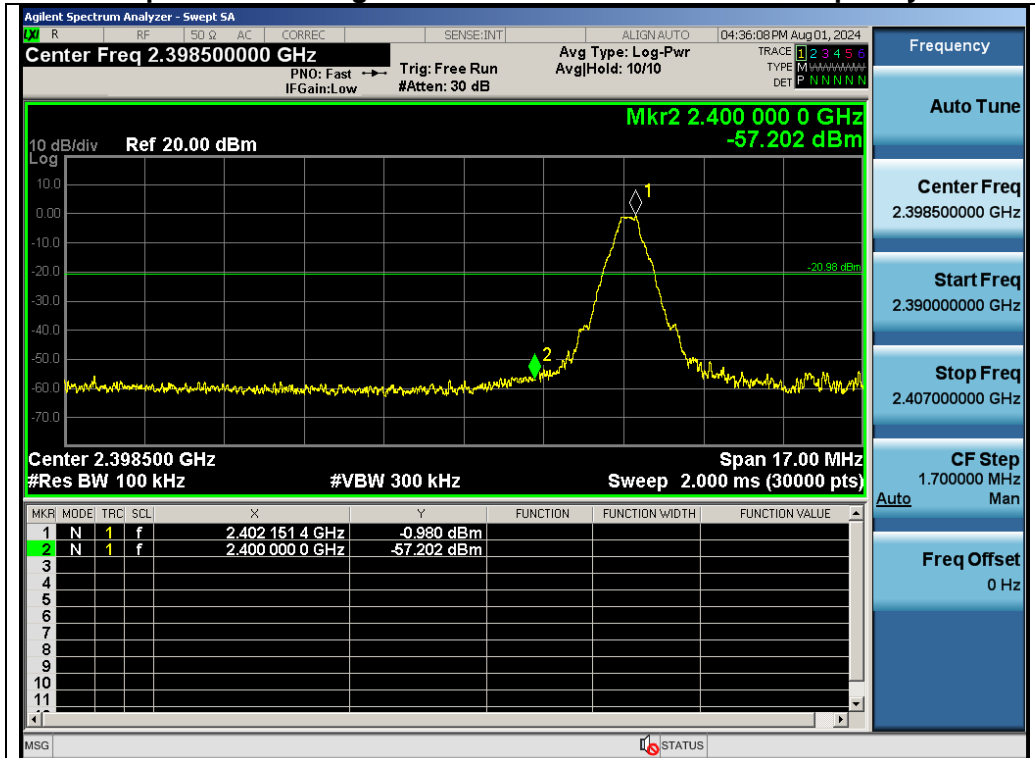 Agilent Spectrum Analyzer - Swept SA
LXI R RF 50 Ω AC CORREC SENSE:INT ALIGN AUTO 04:36:08 PM Aug 01, 2024
Center Freq 2.398500000 GHz
PNO: Fast
IFGain:Low
Trig: Free Run
#Atten: 30 dB
Avg Type: Log-Pwr
Avg|Hold: 10/10
TRACE 1 2 3 4 5 6
TYPE M WWWWW
DET P N N N N N
Mkr2 2.400 000 0 GHz
-57.202 dBm
10 dB/div Ref 20.00 dBm
Log
10.0
0.00
-10.0
-20.0
-30.0
-40.0
-50.0
-60.0
-70.0
1
-20.98 dBm
2
Center 2.398500 GHz Span 17.00 MHz
#Res BW 100 kHz #VBW 300 kHz Sweep 2.000 ms (30000 pts)
MKR MODE TRC SCL X Y FUNCTION FUNCTION WIDTH FUNCTION VALUE
1 N 1 f 2.402 151 4 GHz -0.980 dBm
2 N 1 f 2.400 000 0 GHz -57.202 dBm
3
4
5
6
7
8
9
10
11
MSG STATUS
Frequency
Auto Tune
Center Freq
2.398500000 GHz
Start Freq
2.390000000 GHz
Stop Freq
2.407000000 GHz
CF Step
1.700000 MHz
Auto Man
Freq Offset
0 Hz